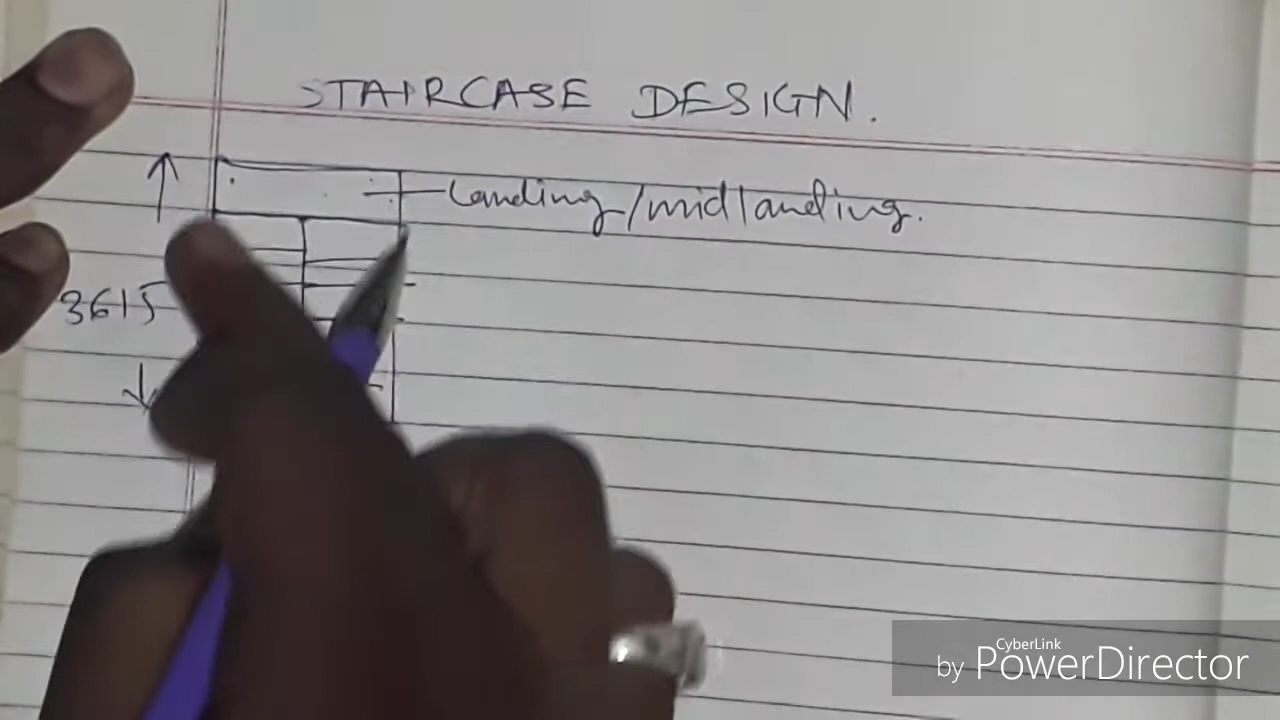 STAIRCASE DESIGN.
Landing/midlanding.
3615
CyberLink
by PowerDirector